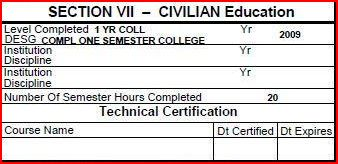 SECTION VII – CIVILIAN Education
Level Completed 1 YR COLL Yr 2009
DESG COMPL ONE SEMESTER COLLEGE
Institution Yr
Discipline
Institution Yr
Discipline
Number Of Semester Hours Completed 20
Technical Certification
Course Name Dt Certified Dt Expires